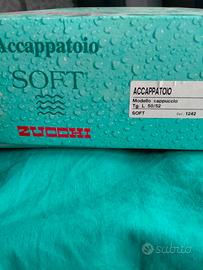 Accappatoio
SOFT
ZUCCHI
ACCAPPATOIO
Modello cappuccio
Tg. L 50/52
SOFT
1242
subito